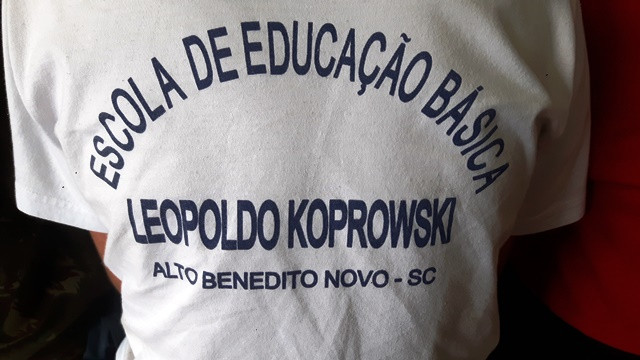 ESCOLA DE EDUCAÇÃO BÁSICA
LEOPOLDO KOPROWSKI
ALTO BENEDITO NOVO - SC